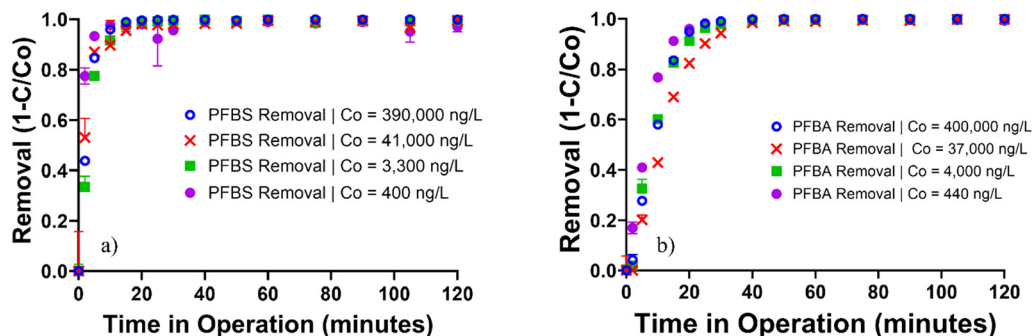 Removal (1-C/Co)
1.0
0.8
0.6
0.4
0.2
0.0
PFBS Removal | Co = 390,000 ng/L
PFBS Removal | Co = 41,000 ng/L
PFBS Removal | Co = 3,300 ng/L
PFBS Removal | Co = 400 ng/L
a)
0 20 40 60 80 100 120
Time in Operation (minutes)
Removal (1-C/Co)
1.0
0.8
0.6
0.4
0.2
0.0
PFBA Removal | Co = 400,000 ng/L
PFBA Removal | Co = 37,000 ng/L
PFBA Removal | Co = 4,000 ng/L
PFBA Removal | Co = 440 ng/L
b)
0 20 40 60 80 100 120
Time in Operation (minutes)